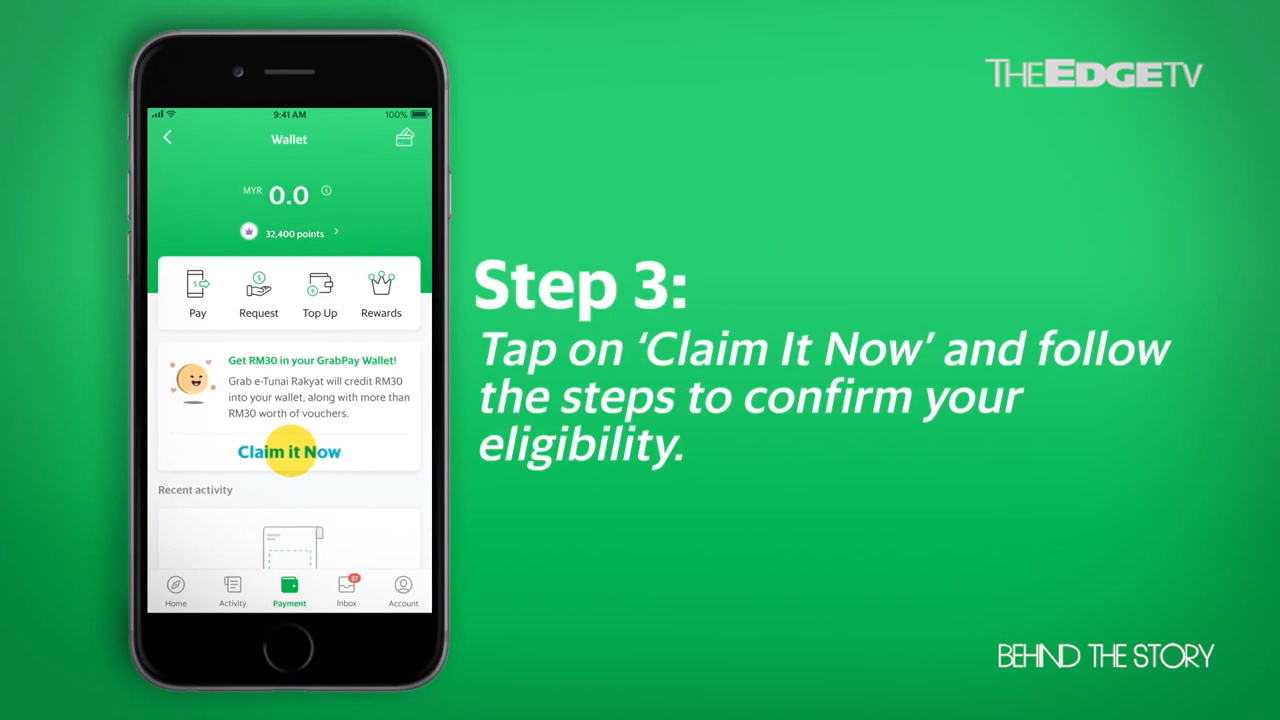 THEEDGETV
9:41 AM
100%
Wallet
MYR 0.0
32,400 points
Pay
Request
Top Up
Rewards
Get RM30 in your GrabPay Wallet!
Grab e-Tunai Rakyat will credit RM30
into your wallet, along with more than
RM30 worth of vouchers.
Claim it Now
Recent activity
Home
Activity
Payment
37
Inbox
Account
Step 3:
Tap on ‘Claim It Now’ and follow
the steps to confirm your
eligibility.
BEHIND THE STORY